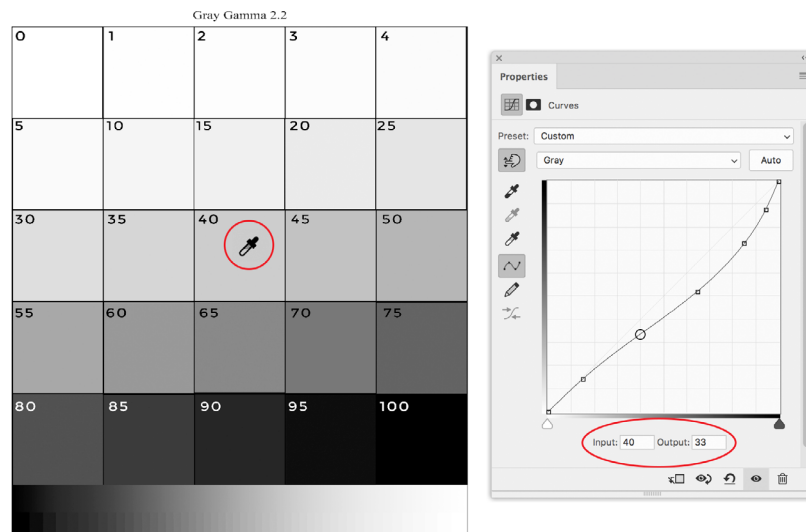 Gray Gamma 2.2
0 1 2 3 4
5 10 15 20 25
30 35 40 45 50
55 60 65 70 75
80 85 90 95 100
Properties
Curves
Preset: Custom
Gray Auto
Input: 40 Output: 33